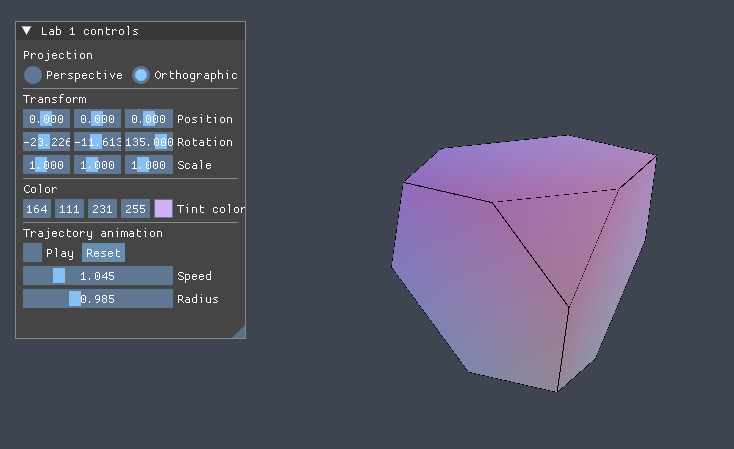 Lab 1 controls
Projection
Perspective Orthographic
Transform
0.000 0.000 0.000 Position
-23.226 -11.613 135.000 Rotation
1.000 1.000 1.000 Scale
Color
164 111 231 255 Tint color
Trajectory animation
Play Reset
1.045 Speed
0.985 Radius